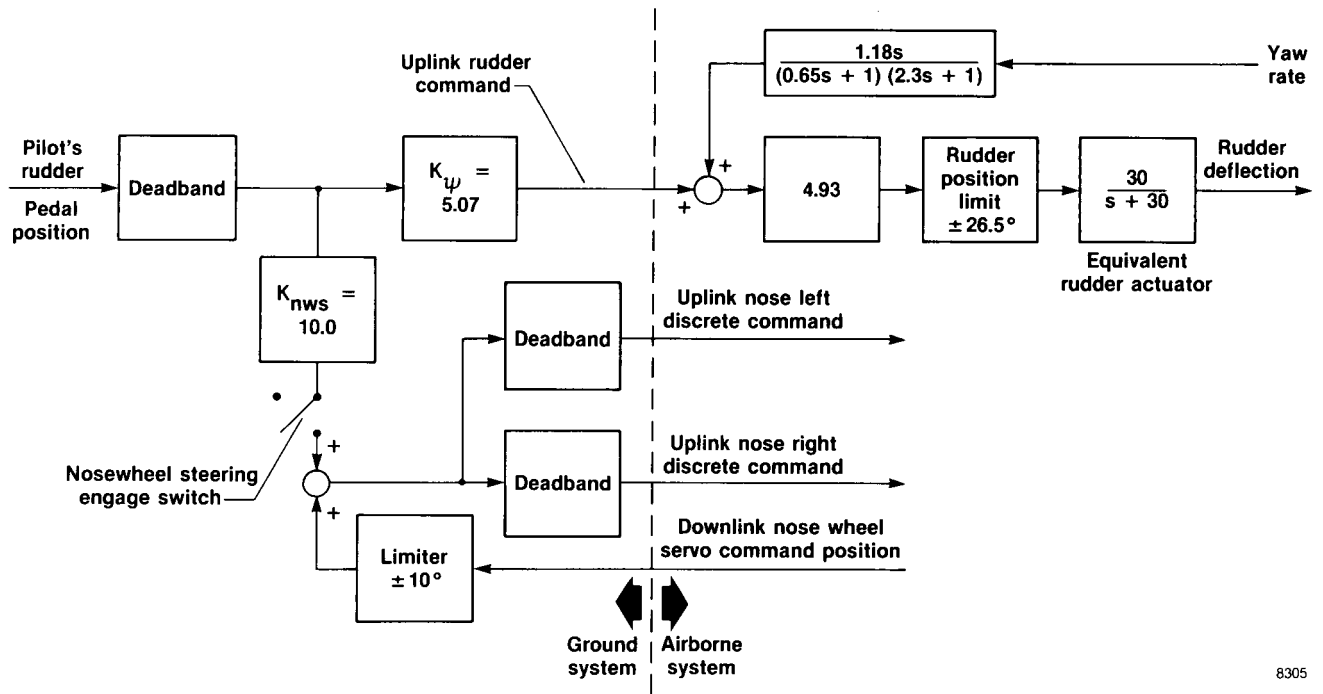 Uplink rudder
command
1.18s
(0.65s + 1) (2.3s + 1)
Yaw
rate
Pilot's
rudder
Pedal
position
Deadband
Kψ =
5.07
+
+
4.93
Rudder
position
limit
± 26.5°
30
s + 30
Rudder
deflection
Equivalent
rudder actuator
Knws =
10.0
Deadband
Uplink nose left
discrete command
Nosewheel steering
engage switch
+
+
Deadband
Uplink nose right
discrete command
Limiter
± 10°
Downlink nose wheel
servo command position
Ground
system
Airborne
system
8305